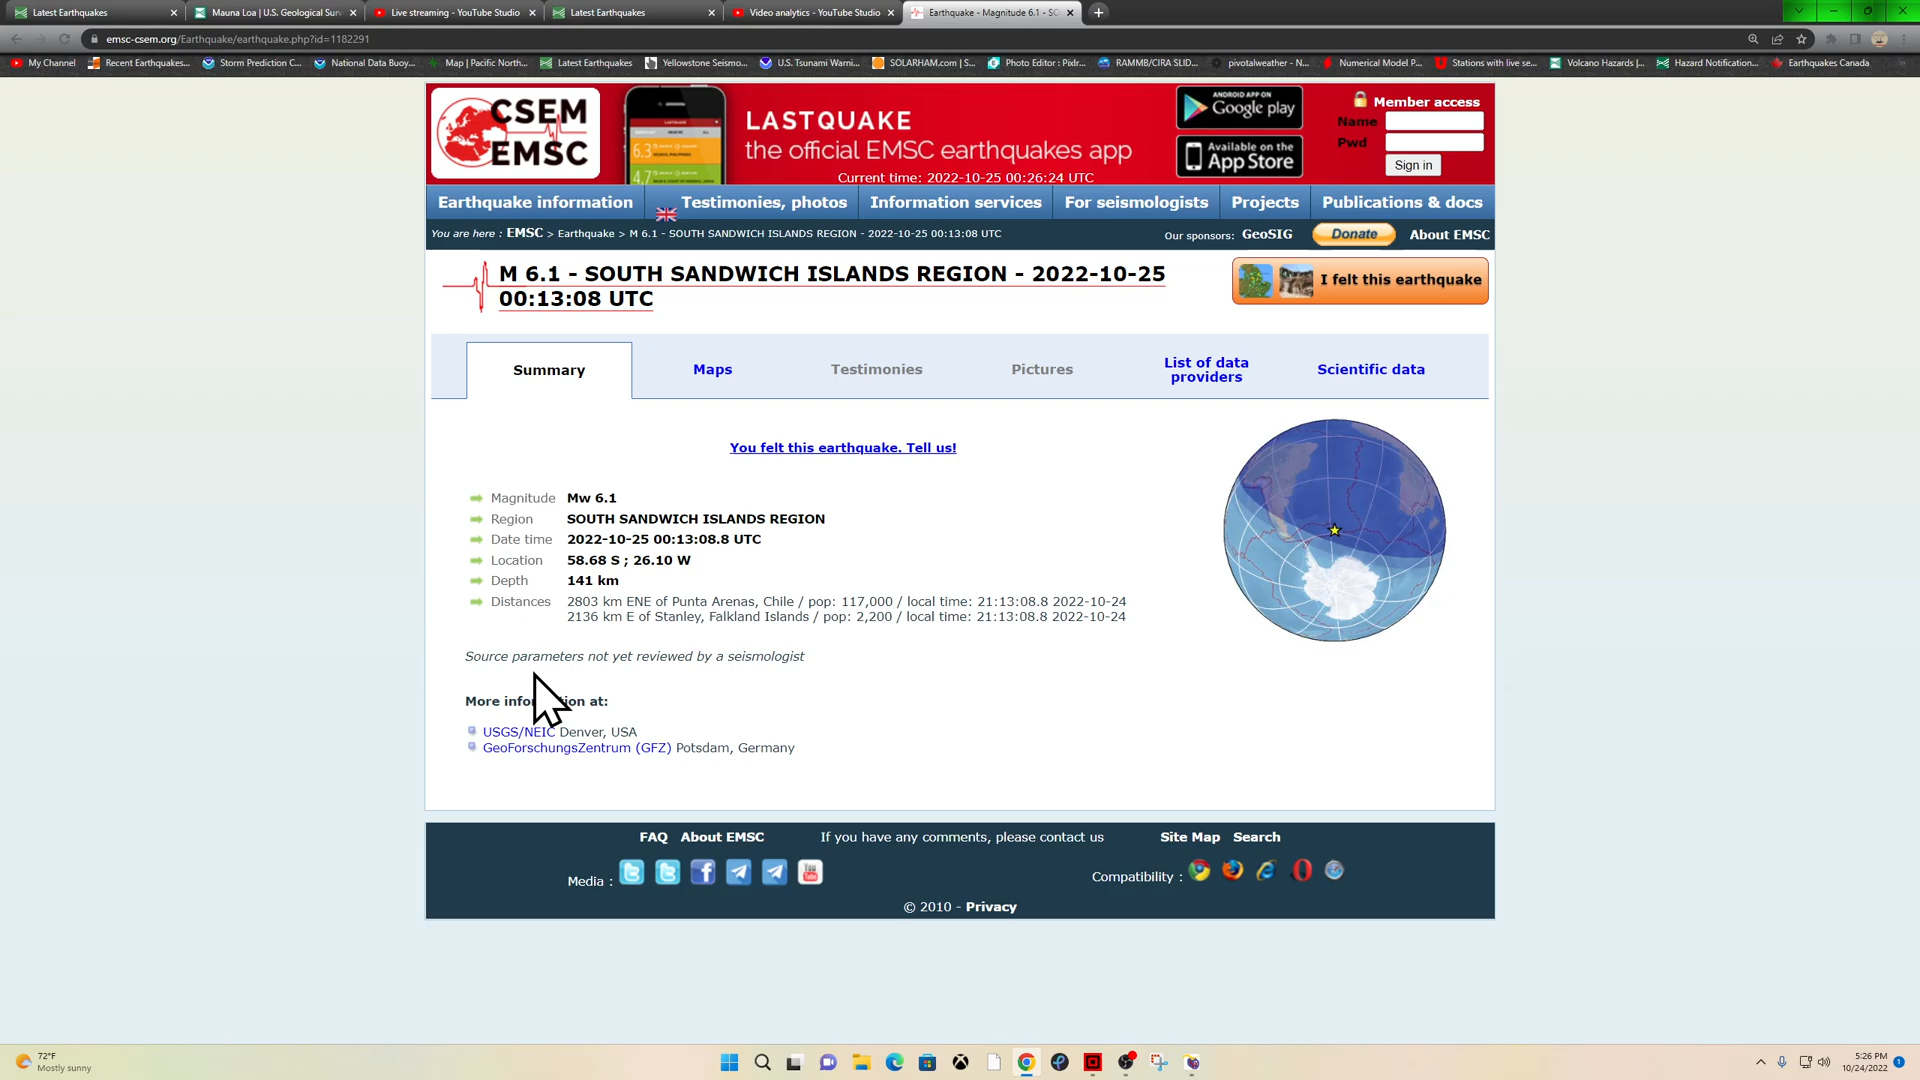 Latest Earthquakes
Mauna Loa | U.S. Geological Surv
Live streaming - YouTube Studio
Latest Earthquakes
Video analytics - YouTube Studio
Earthquake - Magnitude 6.1 - SO
emsc-csem.org/Earthquake/earthquake.php?id=1182291
My Channel
Recent Earthquakes...
Storm Prediction C...
National Data Buoy...
Map | Pacific North...
Latest Earthquakes
Yellowstone Seismo...
U.S. Tsunami Warni...
SOLARHAM.com | S...
Photo Editor : Pixlr...
RAMMB/CIRA SLID...
pivotalweather - N...
Numerical Model P...
Stations with live se...
Volcano Hazards |...
Hazard Notification...
Earthquakes Canada
CSEM
EMSC
LASTQUAKE
the official EMSC earthquakes app
Current time: 2022-10-25 00:26:24 UTC
ANDROID APP ON
Google play
Available on the
App Store
Member access
Name
Pwd
Sign in
Earthquake information
Testimonies, photos
Information services
For seismologists
Projects
Publications & docs
You are here : EMSC > Earthquake > M 6.1 - SOUTH SANDWICH ISLANDS REGION - 2022-10-25 00:13:08 UTC
Our sponsors: GeoSIG
Donate
About EMSC
M 6.1 - SOUTH SANDWICH ISLANDS REGION - 2022-10-25
00:13:08 UTC
I felt this earthquake
Summary
Maps
Testimonies
Pictures
List of data
providers
Scientific data
You felt this earthquake. Tell us!
Magnitude Mw 6.1
Region SOUTH SANDWICH ISLANDS REGION
Date time 2022-10-25 00:13:08.8 UTC
Location 58.68 S ; 26.10 W
Depth 141 km
Distances 2803 km ENE of Punta Arenas, Chile / pop: 117,000 / local time: 21:13:08.8 2022-10-24
2136 km E of Stanley, Falkland Islands / pop: 2,200 / local time: 21:13:08.8 2022-10-24
Source parameters not yet reviewed by a seismologist
More information at:
USGS/NEIC Denver, USA
GeoForschungsZentrum (GFZ) Potsdam, Germany
FAQ
About EMSC
If you have any comments, please contact us
Site Map
Search
Media :
Compatibility :
© 2010 - Privacy
72°F
Mostly sunny
5:26 PM
10/24/2022
1